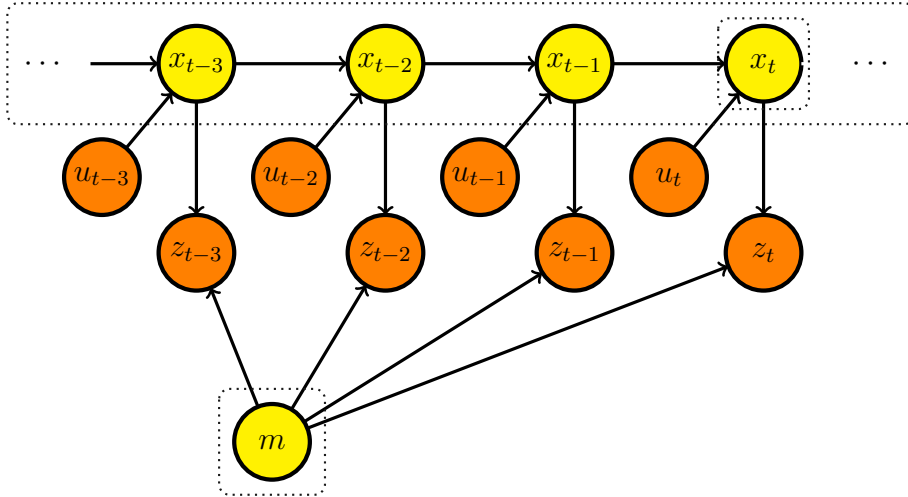 ⋯ x_{t−3} x_{t−2} x_{t−1} x_t ⋯
u_{t−3} u_{t−2} u_{t−1} u_t
z_{t−3} z_{t−2} z_{t−1} z_t
m